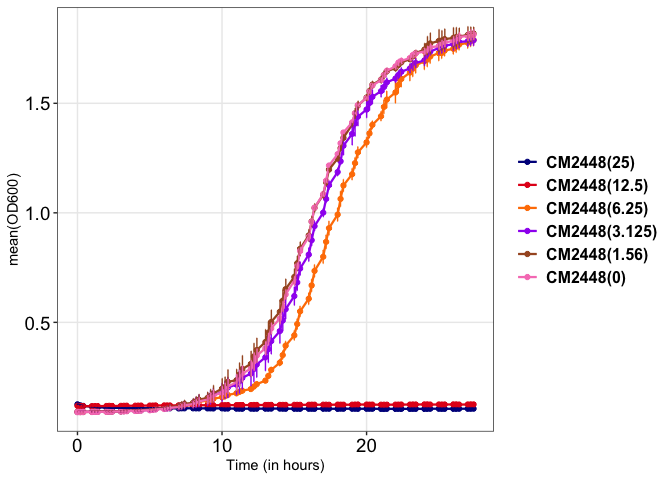 mean(OD600)
1.5
1.0
0.5
0
10
20
Time (in hours)
CM2448(25)
CM2448(12.5)
CM2448(6.25)
CM2448(3.125)
CM2448(1.56)
CM2448(0)